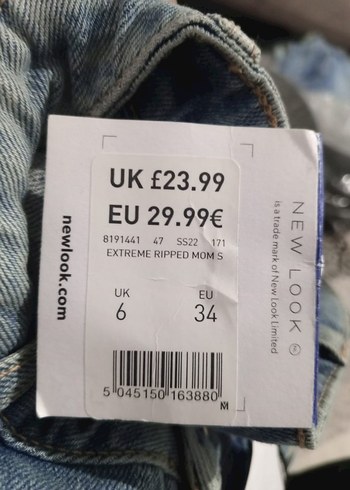 UK £23.99
EU 29.99€
8191441 47 SS22 171
EXTREME RIPPED MOM S
UK EU
6 34
5 045150 163880
newlook.com
NEW LOOK
is a trade mark of New Look Limited